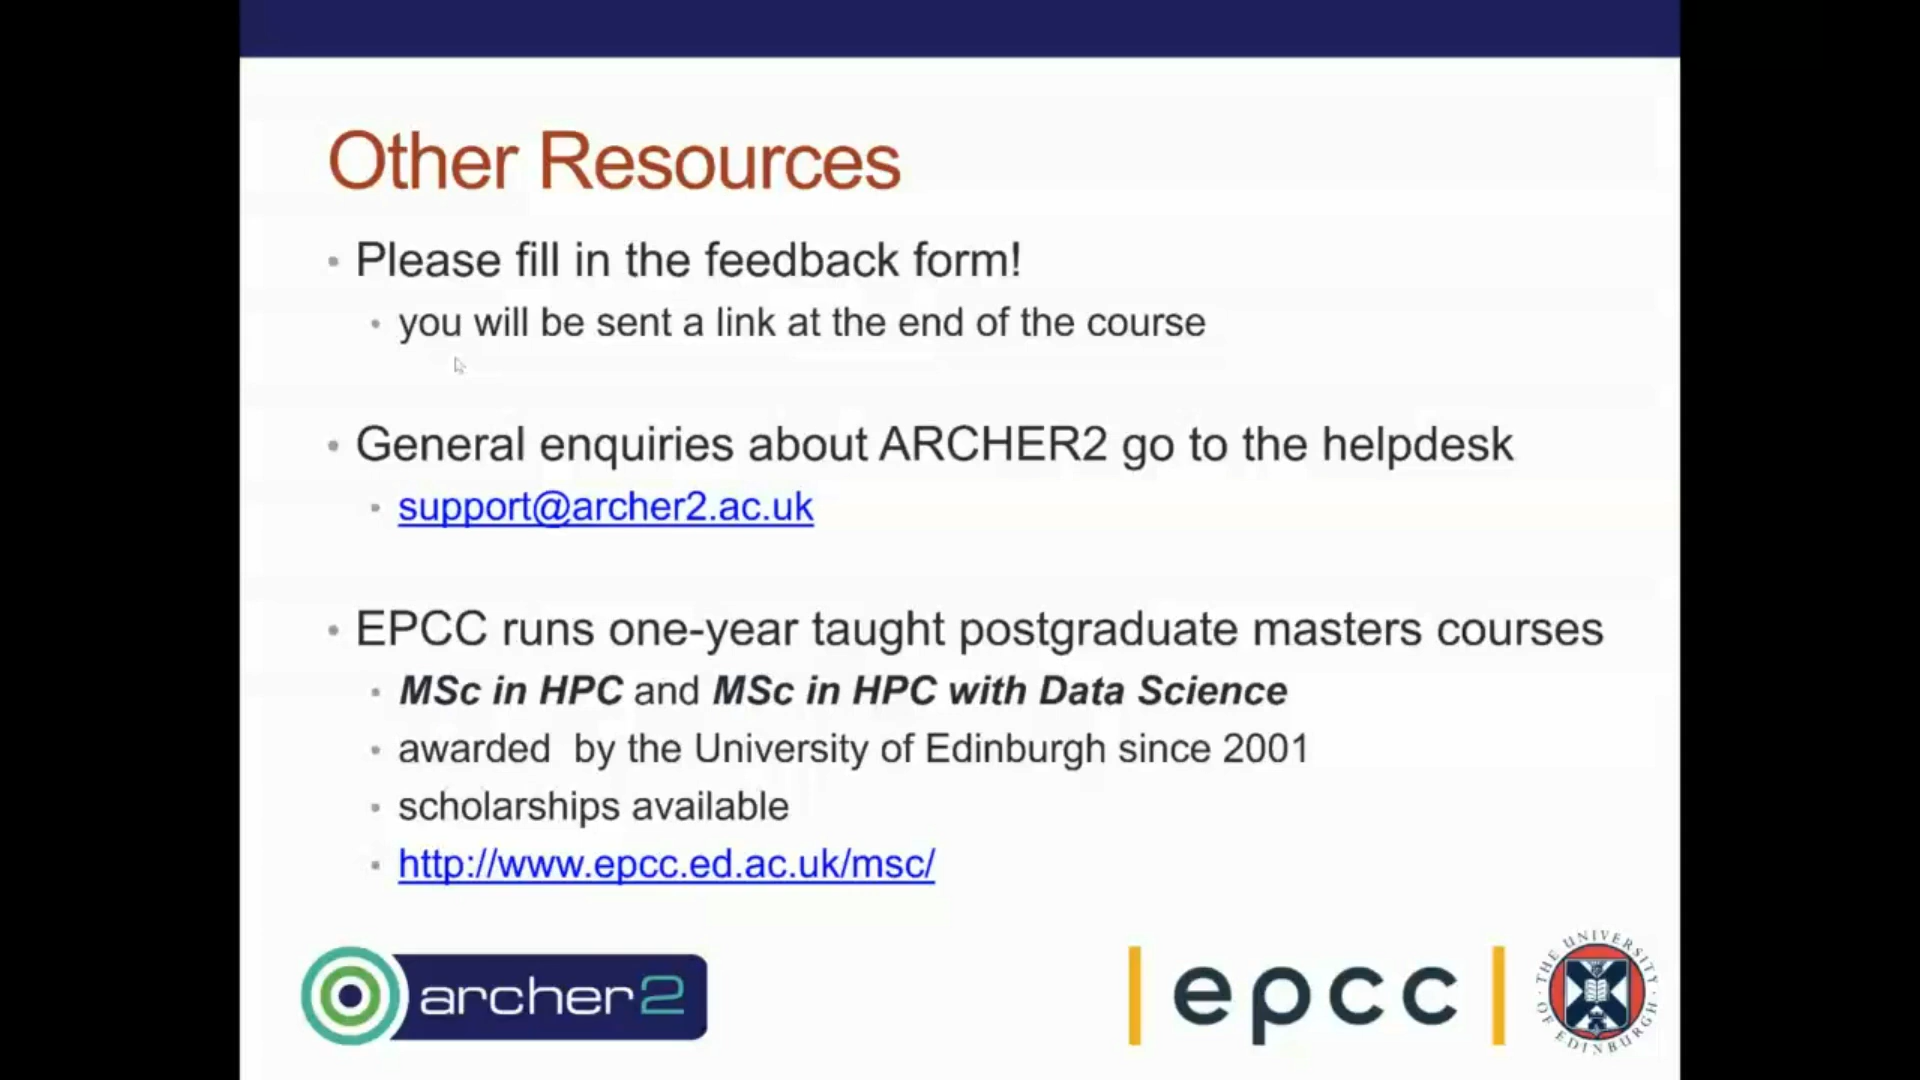 Other Resources
• Please fill in the feedback form!
• you will be sent a link at the end of the course
• General enquiries about ARCHER2 go to the helpdesk
• support@archer2.ac.uk
• EPCC runs one-year taught postgraduate masters courses
• MSc in HPC and MSc in HPC with Data Science
• awarded  by the University of Edinburgh since 2001
• scholarships available
• http://www.epcc.ed.ac.uk/msc/
archer2
epcc
THE UNIVERSITY OF EDINBURGH